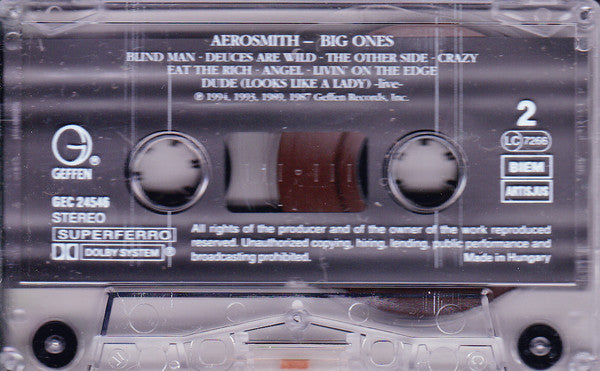 AEROSMITH – BIG ONES
BLIND MAN · DEUCES ARE WILD · THE OTHER SIDE · CRAZY
EAT THE RICH · ANGEL · LIVIN' ON THE EDGE
DUDE (LOOKS LIKE A LADY) -live-
℗ 1994, 1993, 1989, 1987 Geffen Records, Inc.
G®
GEFFEN
GEC 24546
STEREO
SUPERFERRO
DOLBY SYSTEM ®
2
LC 7266
BIEM
ARTISJUS
All rights of the producer and of the owner of the work reproduced
reserved. Unauthorized copying, hiring, lending, public performance and
broadcasting prohibited.
Made in Hungary